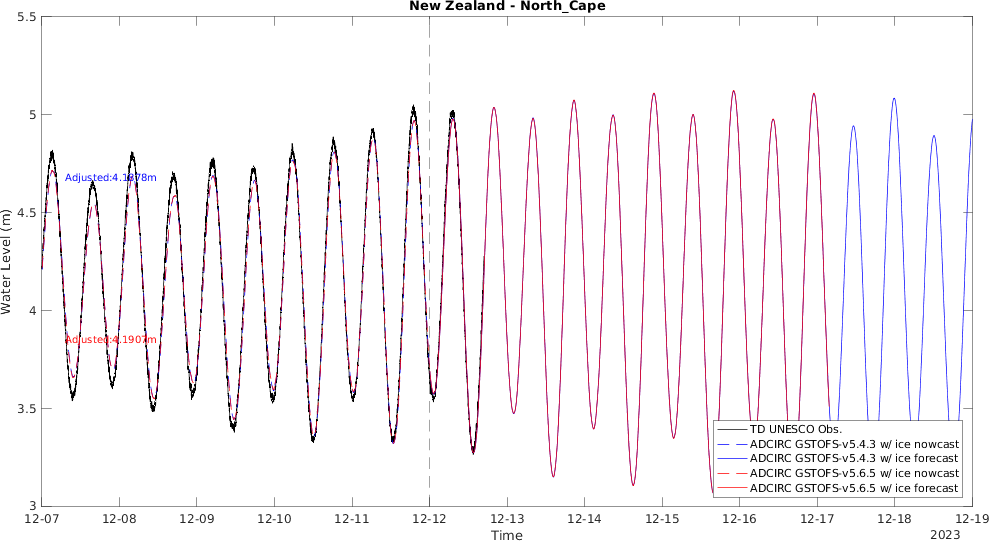 New Zealand - North_Cape
5.5
5
4.5
4
3.5
3
Water Level (m)
Adjusted:4.1878m
Adjusted:4.1907m
TD UNESCO Obs.
ADCIRC GSTOFS-v5.4.3 w/ ice nowcast
ADCIRC GSTOFS-v5.4.3 w/ ice forecast
ADCIRC GSTOFS-v5.6.5 w/ ice nowcast
ADCIRC GSTOFS-v5.6.5 w/ ice forecast
12-07 12-08 12-09 12-10 12-11 12-12 12-13 12-14 12-15 12-16 12-17 12-18 12-19
Time
2023